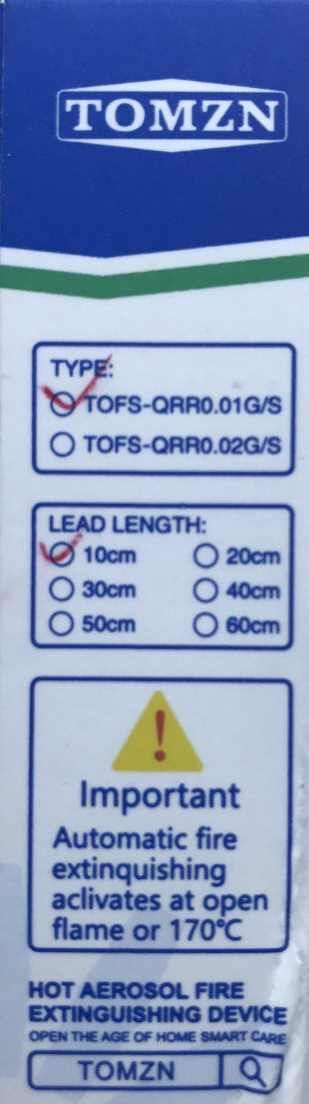 TOMZN
TYPE:
TOFS-QRR0.01G/S
TOFS-QRR0.02G/S
LEAD LENGTH:
10cm 20cm
30cm 40cm
50cm 60cm
!
Important
Automatic fire
extinquishing
aclivates at open
flame or 170℃
HOT AEROSOL FIRE
EXTINGUISHING DEVICE
OPEN THE AGE OF HOME SMART CARE
TOMZN